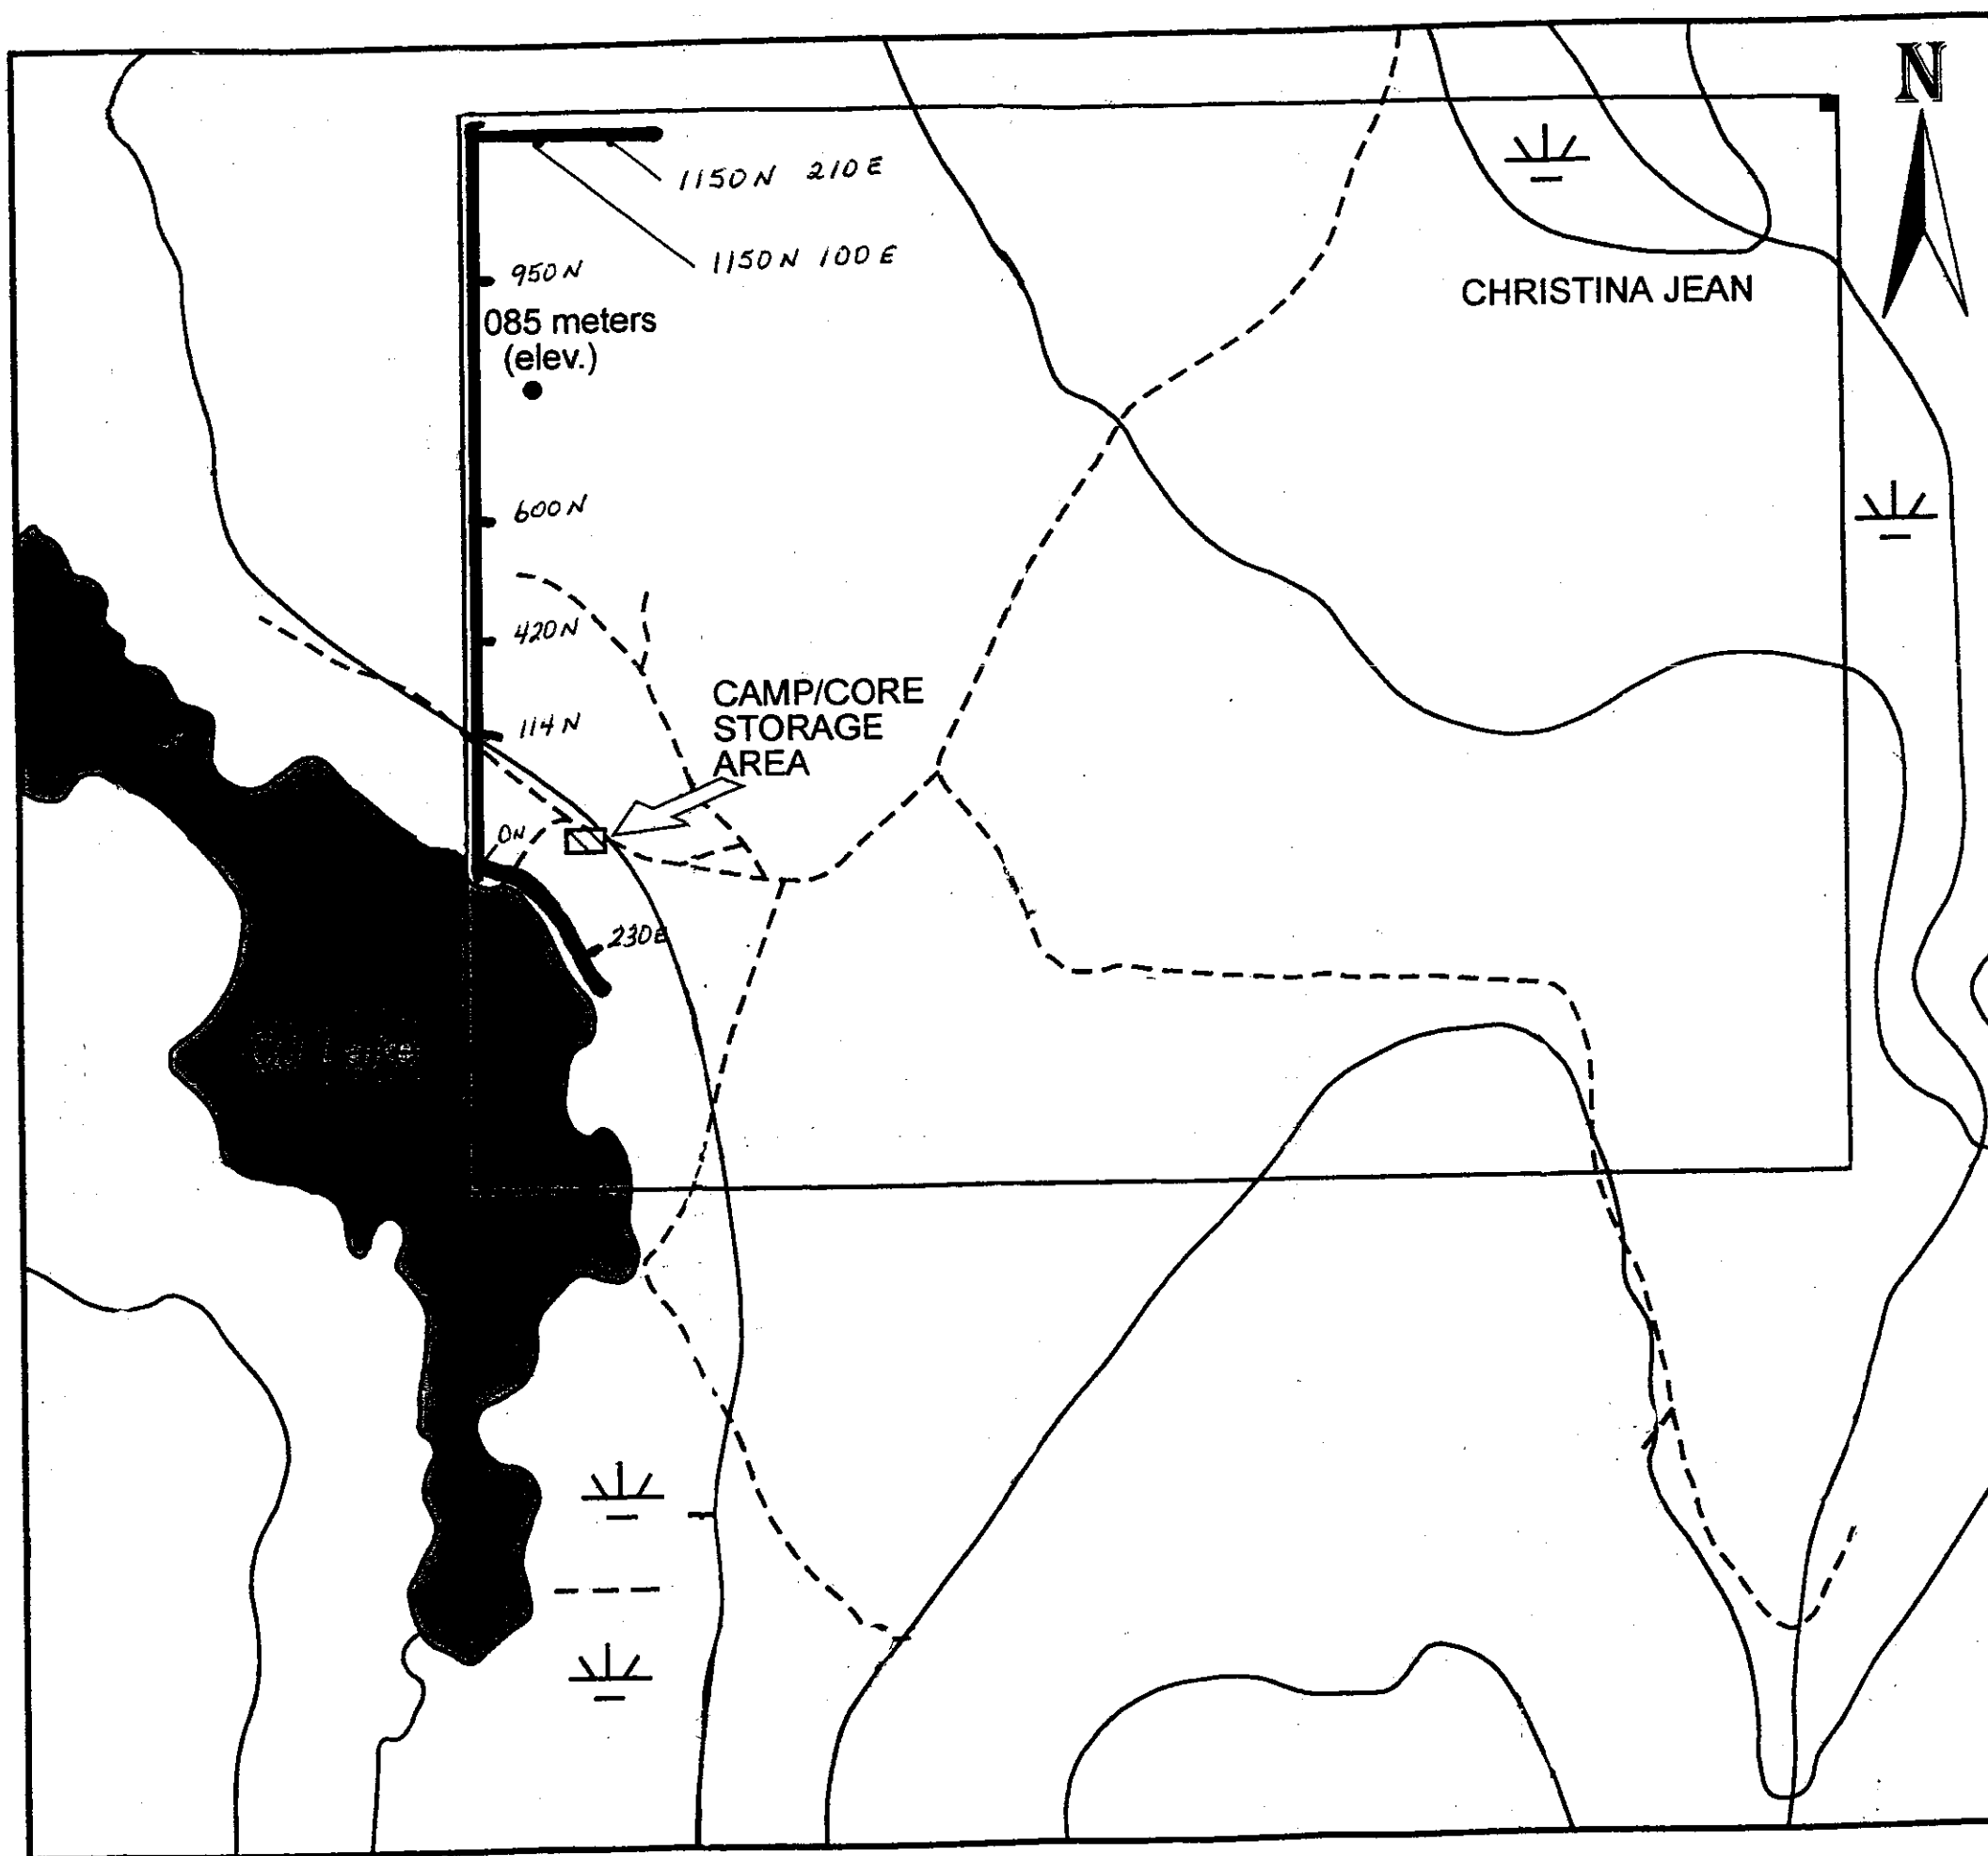 N
1150N 210E
1150N 100E
950N
085 meters
(elev.)
CHRISTINA JEAN
600N
420N
CAMP/CORE
STORAGE
AREA
114N
0N
230E
Lake